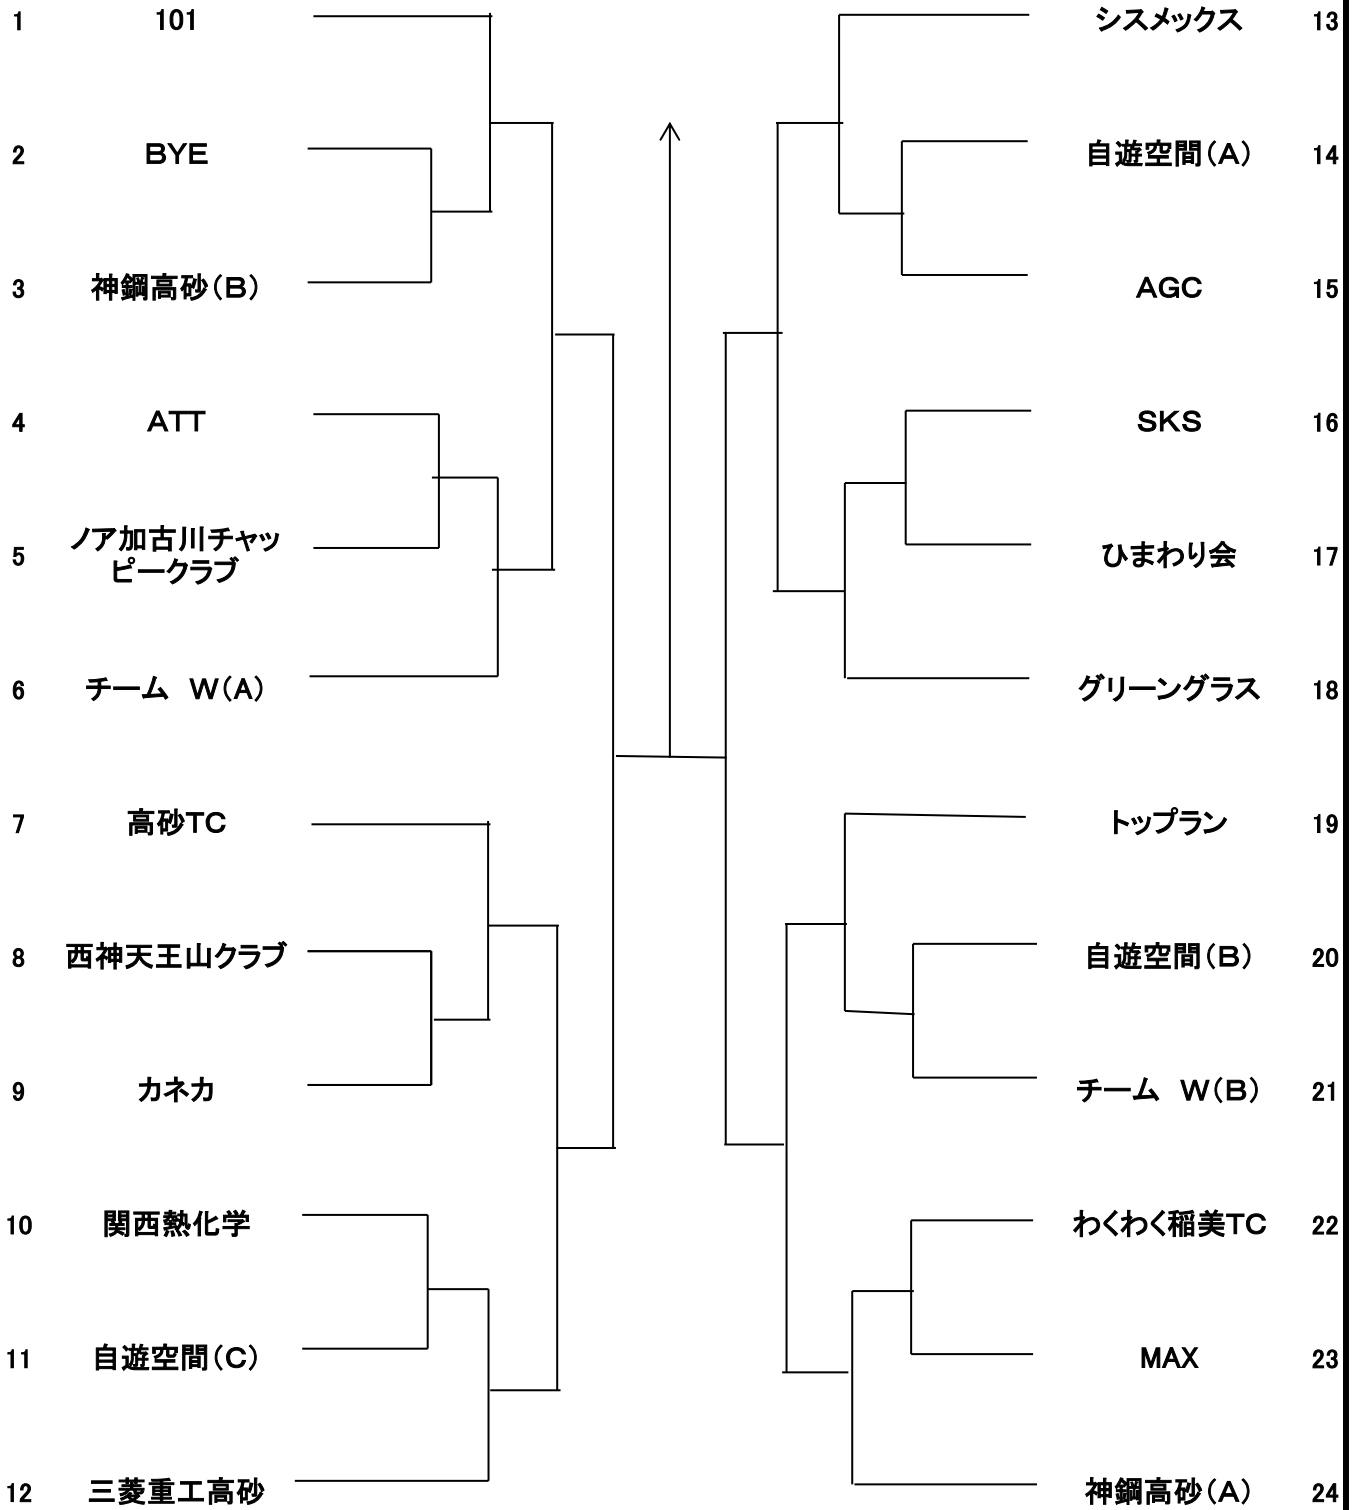 1 101
2 BYE
3 神鋼高砂（B）
4 ATT
5 ノア加古川チャッ
ピークラブ
6 チーム　W（A）
7 高砂TC
8 西神天王山クラブ
9 カネカ
10 関西熱化学
11 自遊空間（C）
12 三菱重工高砂
シスメックス 13
自遊空間（A） 14
AGC 15
SKS 16
ひまわり会 17
グリーングラス 18
トップラン 19
自遊空間（B） 20
チーム　W（B） 21
わくわく稲美TC 22
MAX 23
神鋼高砂（A） 24